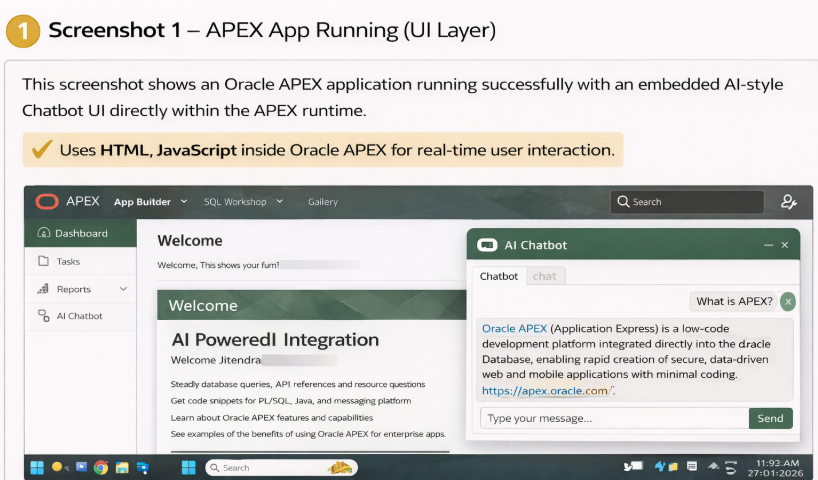 1 Screenshot 1 – APEX App Running (UI Layer)
This screenshot shows an Oracle APEX application running successfully with an embedded AI-style
Chatbot UI directly within the APEX runtime.
Uses HTML, JavaScript inside Oracle APEX for real-time user interaction.
APEX App Builder SQL Workshop Gallery Search
Dashboard
Tasks
Reports
AI Chatbot
Welcome
Welcome, This shows your fum!
Welcome
AI PoweredI Integration
Welcome Jitendra
Steadly database queries, API references and resource questions
Get code snippets for PL/SQL, Java, and messaging platform
Learn about Oracle APEX features and capabilities
See examples of the benefits of using Oracle APEX for enterprise apps.
AI Chatbot
Chatbot chat
What is APEX? x
Oracle APEX (Application Express) is a low-code
development platform integrated directly into the dracle
Database, enabling rapid creation of secure, data-driven
web and mobile applications with minimal coding.
https://apex.oracle.com/.
Type your message... Send
Search
11:92:AM
27:01:2026